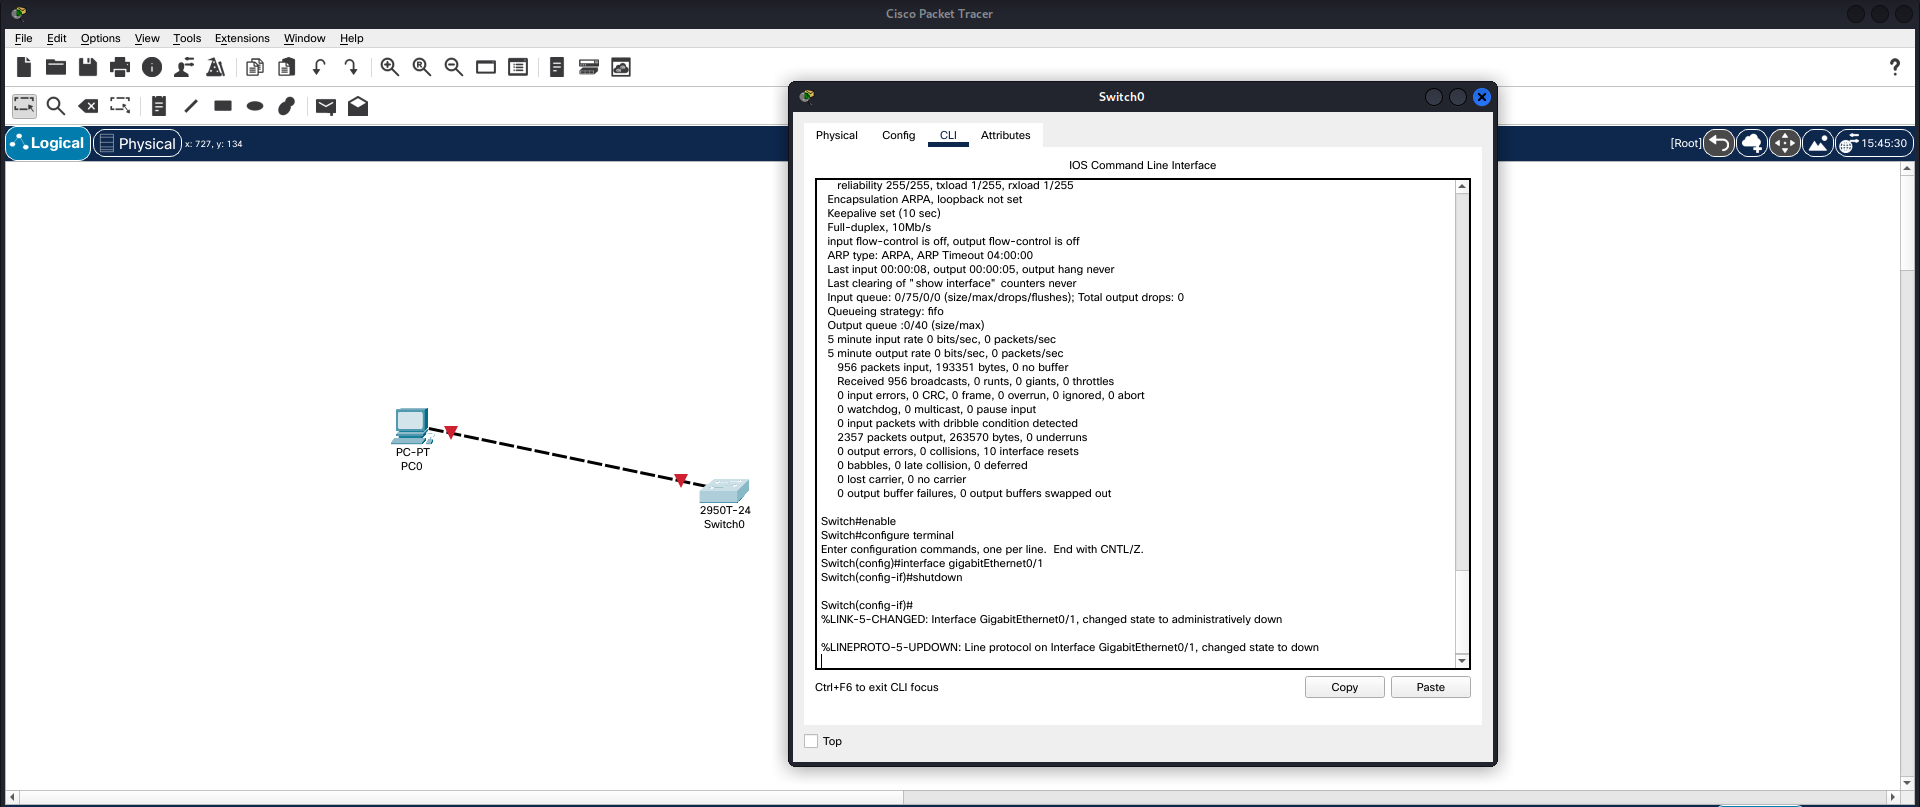 Cisco Packet Tracer
File Edit Options View Tools Extensions Window Help
?
Logical
Physical
x: 727, y: 134
[Root]
15:45:30
PC-PT
PC0
2950T-24
Switch0
Switch0
Physical Config CLI Attributes
IOS Command Line Interface
reliability 255/255, txload 1/255, rxload 1/255
Encapsulation ARPA, loopback not set
Keepalive set (10 sec)
Full-duplex, 10Mb/s
input flow-control is off, output flow-control is off
ARP type: ARPA, ARP Timeout 04:00:00
Last input 00:00:08, output 00:00:05, output hang never
Last clearing of "show interface" counters never
Input queue: 0/75/0/0 (size/max/drops/flushes); Total output drops: 0
Queueing strategy: fifo
Output queue :0/40 (size/max)
5 minute input rate 0 bits/sec, 0 packets/sec
5 minute output rate 0 bits/sec, 0 packets/sec
956 packets input, 193351 bytes, 0 no buffer
Received 956 broadcasts, 0 runts, 0 giants, 0 throttles
0 input errors, 0 CRC, 0 frame, 0 overrun, 0 ignored, 0 abort
0 watchdog, 0 multicast, 0 pause input
0 input packets with dribble condition detected
2357 packets output, 263570 bytes, 0 underruns
0 output errors, 0 collisions, 10 interface resets
0 babbles, 0 late collision, 0 deferred
0 lost carrier, 0 no carrier
0 output buffer failures, 0 output buffers swapped out
Switch#enable
Switch#configure terminal
Enter configuration commands, one per line. End with CNTL/Z.
Switch(config)#interface gigabitEthernet0/1
Switch(config-if)#shutdown
Switch(config-if)#
%LINK-5-CHANGED: Interface GigabitEthernet0/1, changed state to administratively down
%LINEPROTO-5-UPDOWN: Line protocol on Interface GigabitEthernet0/1, changed state to down
Ctrl+F6 to exit CLI focus
Copy
Paste
Top